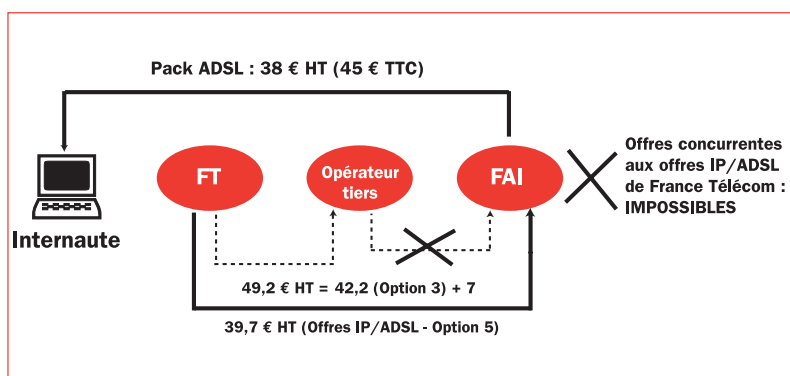 Pack ADSL : 38 € HT (45 € TTC)
Internaute
FT
Opérateur
tiers
FAI
Offres concurrentes
aux offres IP/ADSL
de France Télécom :
IMPOSSIBLES
49,2 € HT = 42,2 (Option 3) + 7
39,7 € HT (Offres IP/ADSL - Option 5)